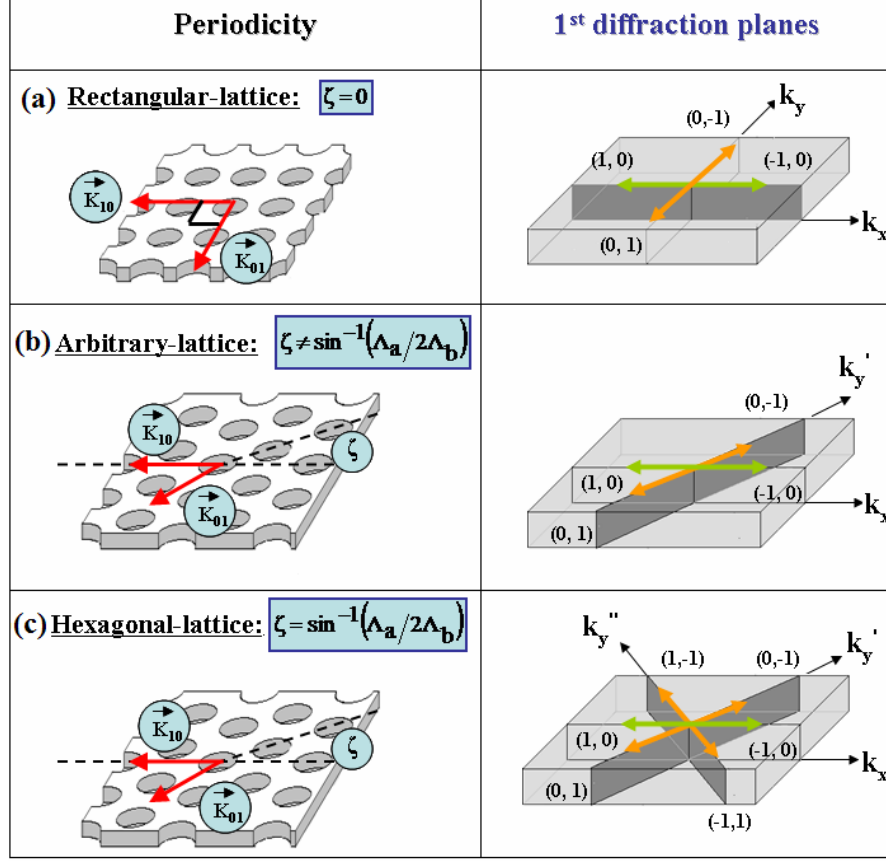 Periodicity
1st diffraction planes
(a) Rectangular-lattice: ζ=0
K10
K01
ky
(0,-1)
(1, 0)
(-1, 0)
kx
(0, 1)
(b) Arbitrary-lattice: ζ≠sin⁻¹(Λa/2Λb)
K10
ζ
K01
ky'
(0,-1)
(1, 0)
(-1, 0)
kx
(0, 1)
(c) Hexagonal-lattice: ζ=sin⁻¹(Λa/2Λb)
K10
ζ
K01
ky''
(1,-1)
(0,-1)
ky'
(1, 0)
(-1, 0)
kx
(0, 1)
(-1,1)